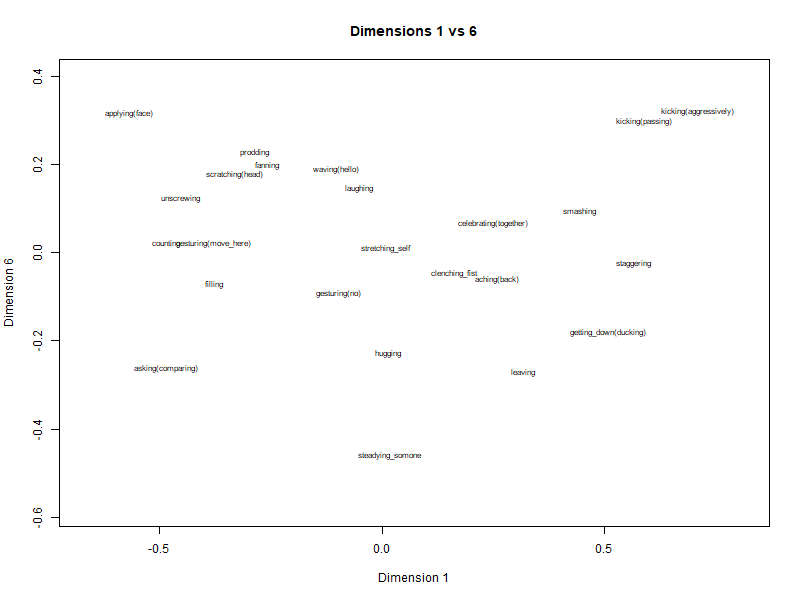 Dimensions 1 vs 6
0.4
0.2
0.0
-0.2
-0.4
-0.6
Dimension 6
applying(face)
kicking(aggressively)
kicking(passing)
prodding
fanning
scratching(head)
waving(hello)
laughing
unscrewing
smashing
celebrating(together)
counting
gesturing(move_here)
stretching_self
staggering
clenching_fist
aching(back)
filling
gesturing(no)
getting_down(ducking)
hugging
asking(comparing)
leaving
steadying_somone
-0.5
0.0
0.5
Dimension 1